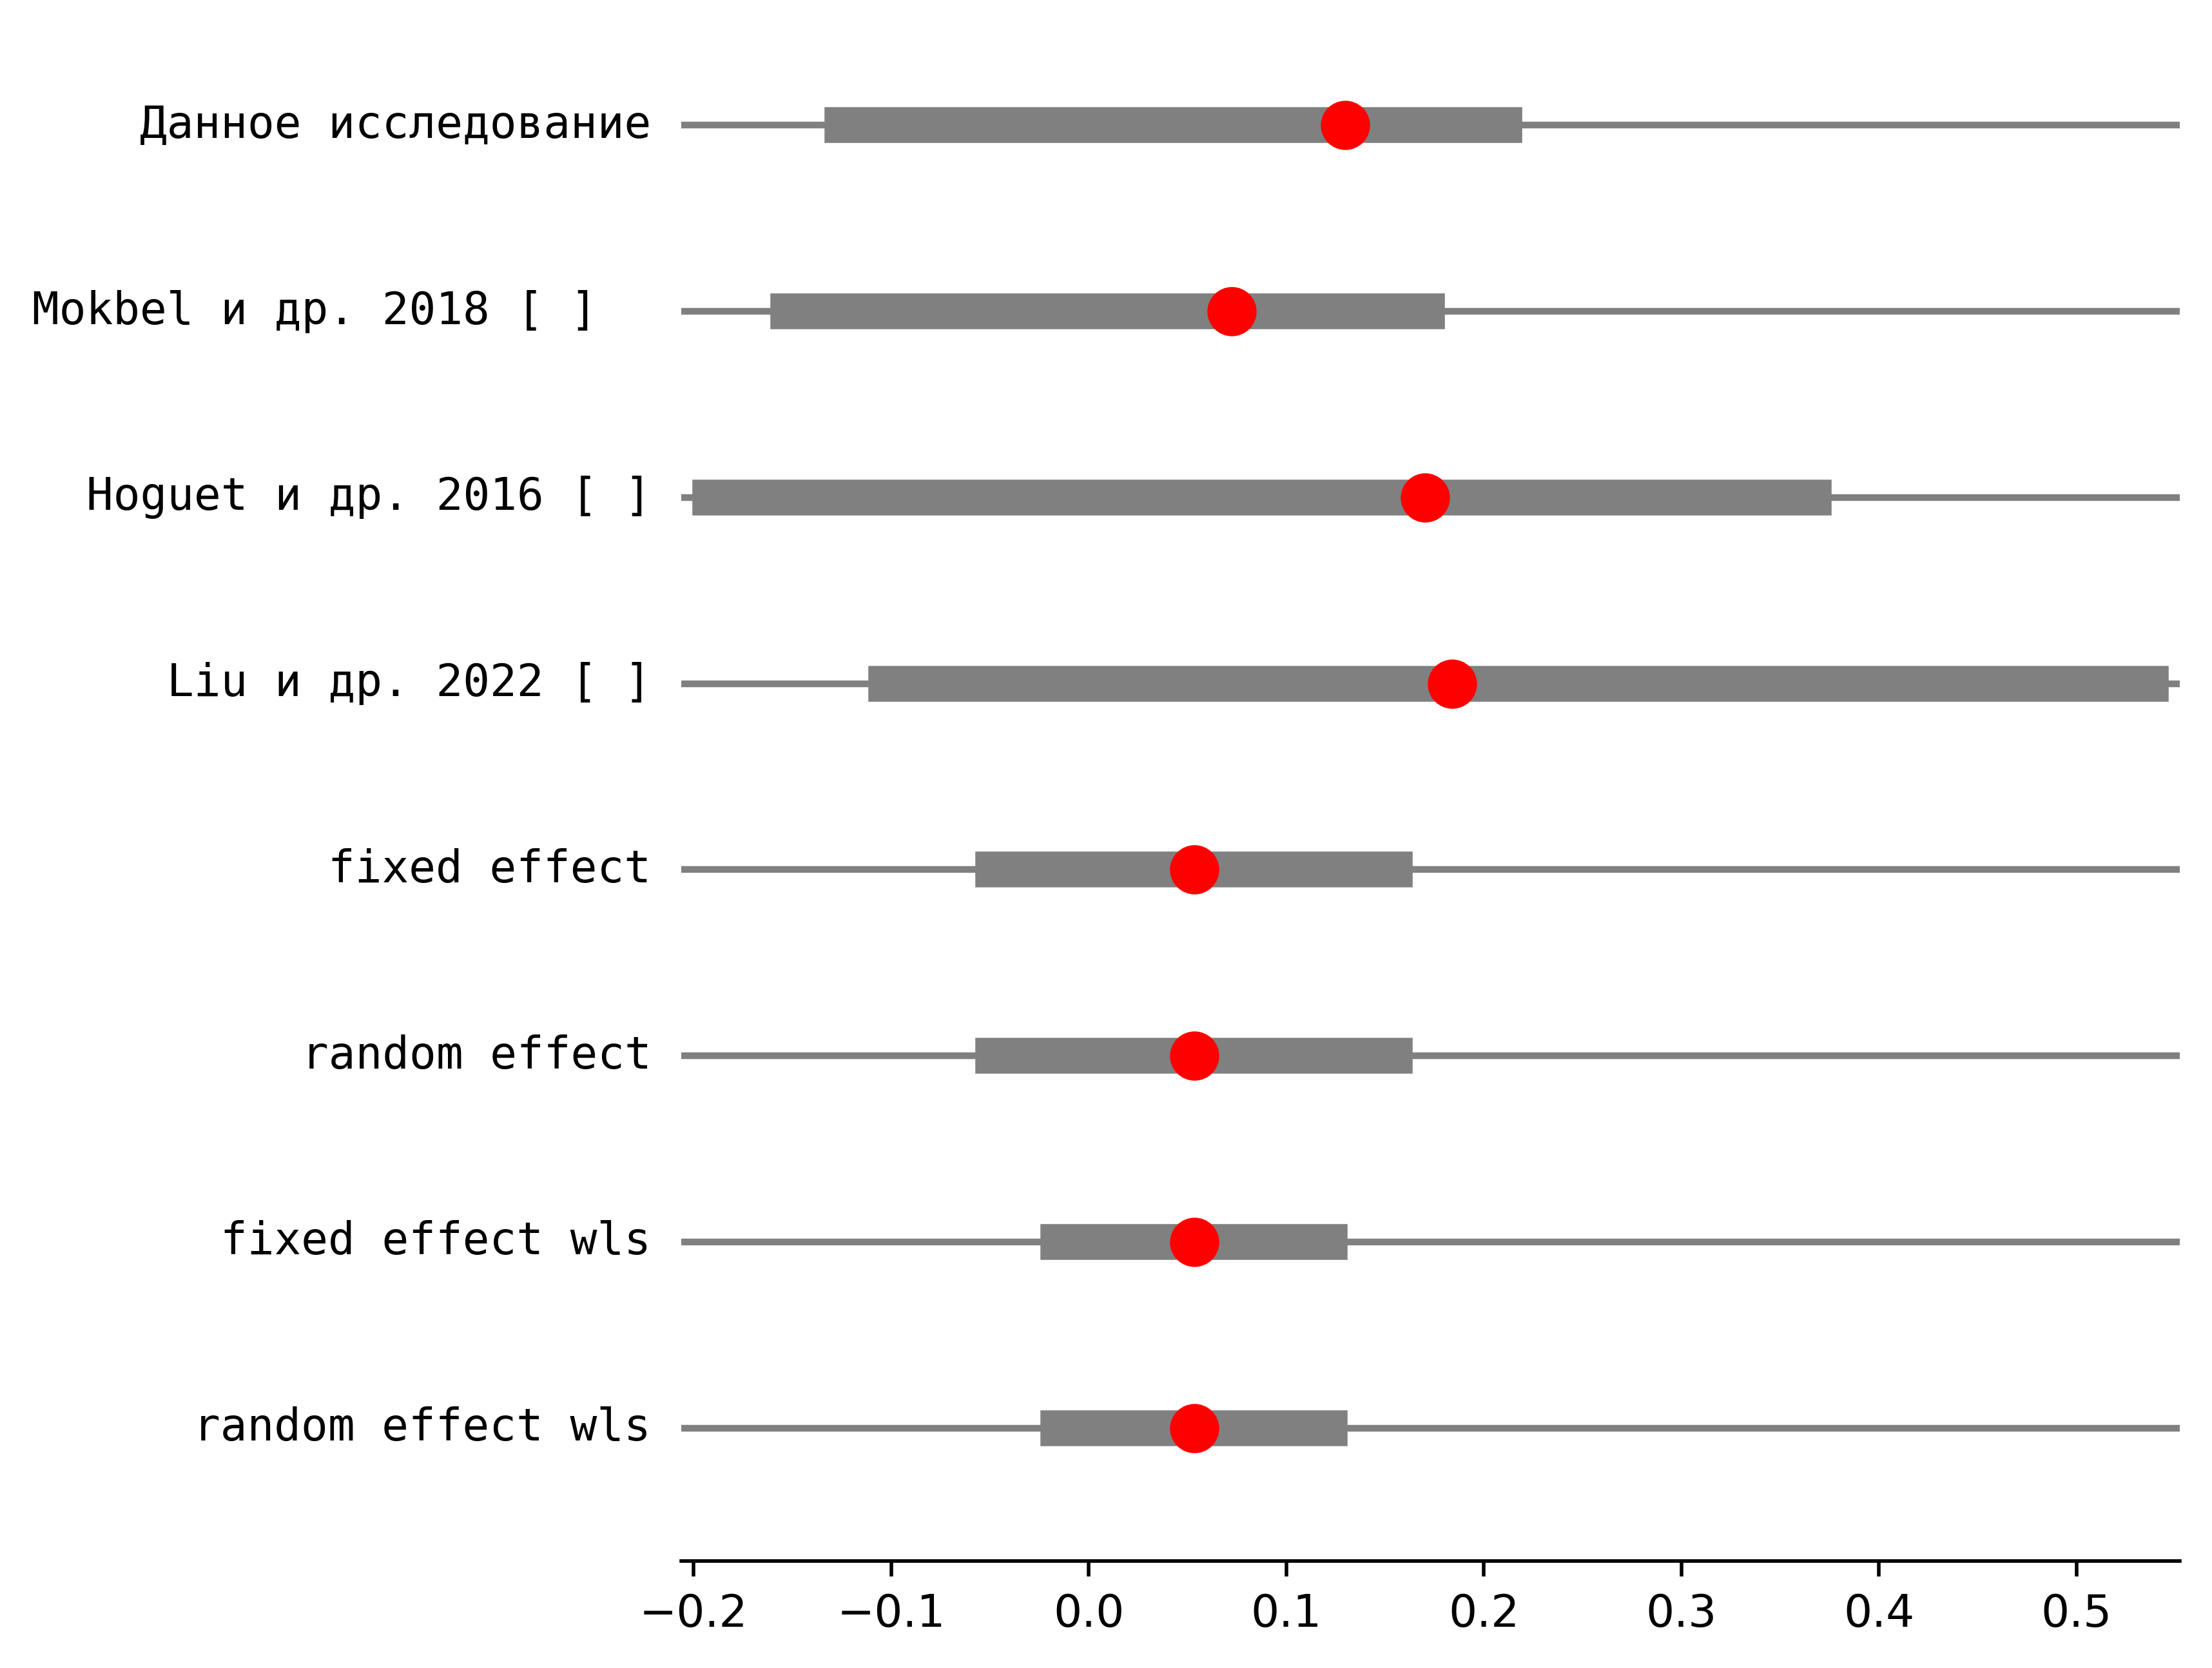 Данное исследование
Mokbel и др. 2018 [ ]
Hoguet и др. 2016 [ ]
Liu и др. 2022 [ ]
fixed effect
random effect
fixed effect wls
random effect wls
−0.2 −0.1 0.0 0.1 0.2 0.3 0.4 0.5